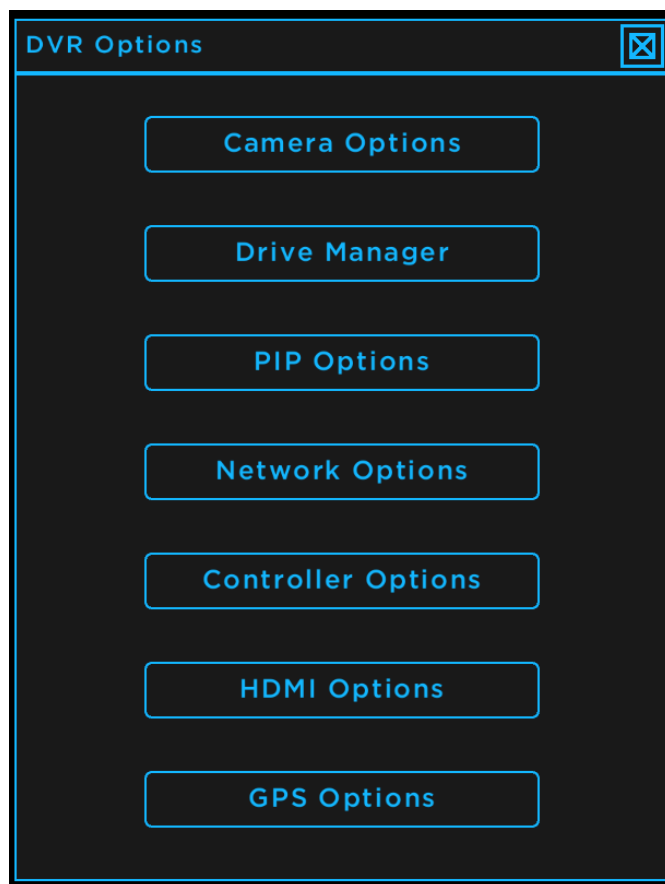 DVR Options
Camera Options
Drive Manager
PIP Options
Network Options
Controller Options
HDMI Options
GPS Options